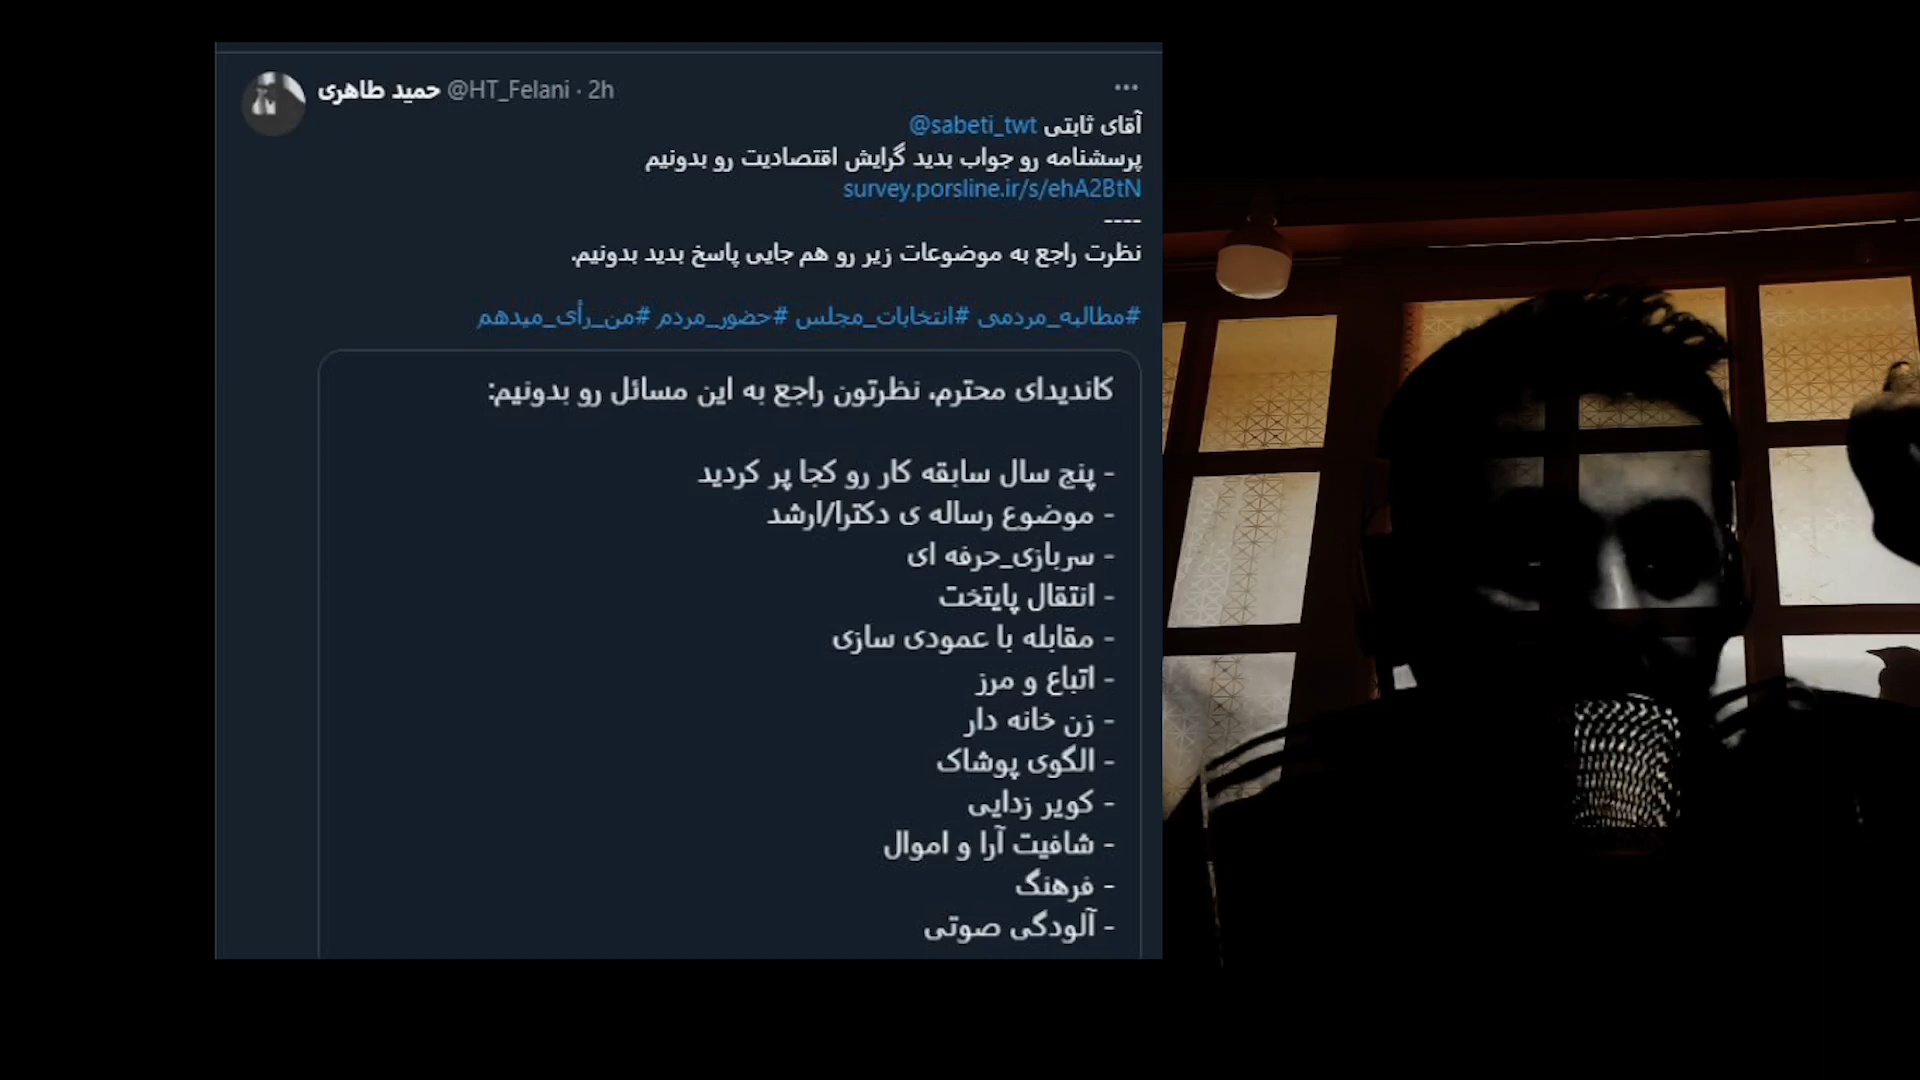 حمید طاهری @HT_Felani · 2h
آقای ثابتی @sabeti_twt
پرسشنامه رو جواب بدید گرایش اقتصادیت رو بدونیم
survey.porsline.ir/s/ehA2BtN
----
نظرت راجع به موضوعات زیر رو هم جایی پاسخ بدید بدونیم.
#مطالبه_مردمی #انتخابات_مجلس #حضور_مردم #من_رأی_میدهم
کاندیدای محترم، نظرتون راجع به این مسائل رو بدونیم:
- پنج سال سابقه کار رو کجا پر کردید
- موضوع رساله ی دکترا/ارشد
- سربازی_حرفه ای
- انتقال پایتخت
- مقابله با عمودی سازی
- اتباع و مرز
- زن خانه دار
- الگوی پوشاک
- کویر زدایی
- شافیت آرا و اموال
- فرهنگ
- آلودگی صوتی